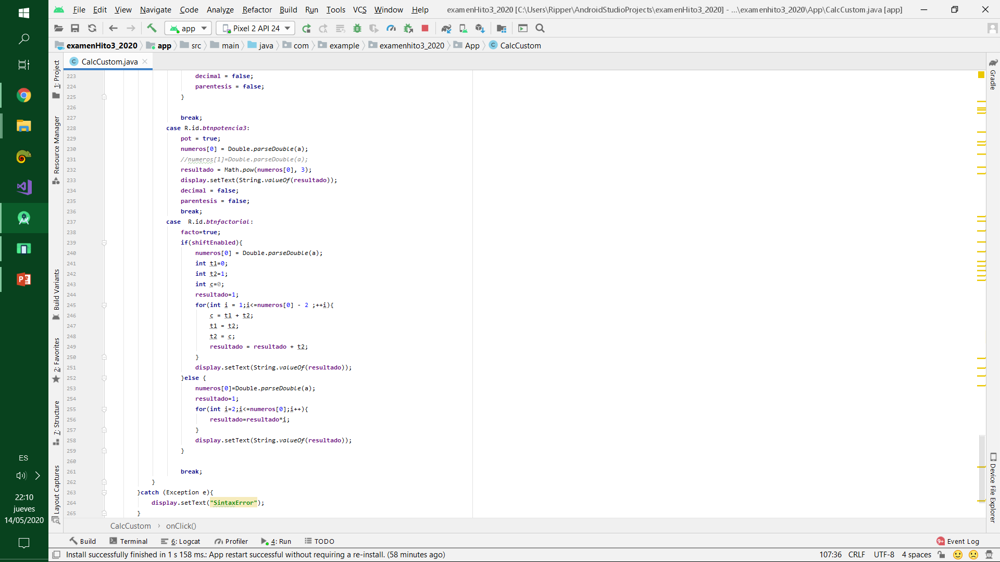 File Edit View Navigate Code Analyze Refactor Build Run Tools VCS Window Help examenHito3_2020 [C:\Users\Ripper\AndroidStudioProjects\examenHito3_2020] - ...\examenhito3_2020\App\CalcCustom.java [app]
app Pixel 2 API 24
examenHito3_2020 app src main java com example examenhito3_2020 App CalcCustom
CalcCustom.java
223 decimal = false;
224 parentesis = false;
225 }
226
227 break;
228 case R.id.btnpotencia3:
229 pot = true;
230 numeros[0] = Double.parseDouble(a);
231 //numeros[1]=Double.parseDouble(a);
232 resultado = Math.pow(numeros[0], 3);
233 display.setText(String.valueOf(resultado));
234 decimal = false;
235 parentesis = false;
236 break;
237 case  R.id.btnfactorial:
238 facto=true;
239 if(shiftEnabled){
240 numeros[0] = Double.parseDouble(a);
241 int t1=0;
242 int t2=1;
243 int c=0;
244 resultado=1;
245 for(int i = 1;i<=numeros[0] - 2 ;++i){
246 c = t1 + t2;
247 t1 = t2;
248 t2 = c;
249 resultado = resultado + t2;
250 }
251 display.setText(String.valueOf(resultado));
252 }else {
253 numeros[0]=Double.parseDouble(a);
254 resultado=1;
255 for(int i=2;i<=numeros[0];i++){
256 resultado=resultado*i;
257 }
258 display.setText(String.valueOf(resultado));
259 }
260
261 break;
262 }
263 }catch (Exception e){
264 display.setText("SintaxError");
265 }
CalcCustom › onClick()
1: Project
Resource Manager
Build Variants
2: Favorites
7: Structure
Layout Captures
Gradle
Device File Explorer
Build Terminal 6: Logcat Profiler 4: Run TODO 9+ Event Log
Install successfully finished in 1 s 158 ms.: App restart successful without requiring a re-install. (58 minutes ago) 107:36 CRLF UTF-8 4 spaces
ES
22:10
jueves
14/05/2020